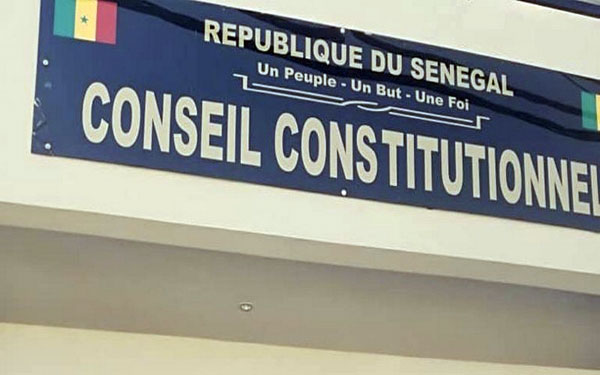 REPUBLIQUE DU SENEGAL
Un Peuple - Un But - Une Foi
CONSEIL CONSTITUTIONNEL